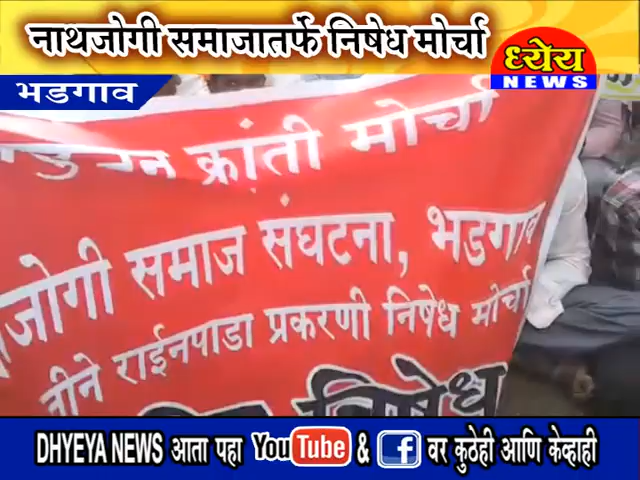 नाथजोगी समाजातर्फे निषेध मोर्चा
ध्येय
NEWS
भडगाव
क्रांती मोर्चा
जोगी समाज संघटना, भडगाव
तीने राईनपाडा प्रकरणी निषेध मोर्चा
निषेध
DHYEYA NEWS आता पहा YouTube & f वर कुठेही आणि केव्हाही